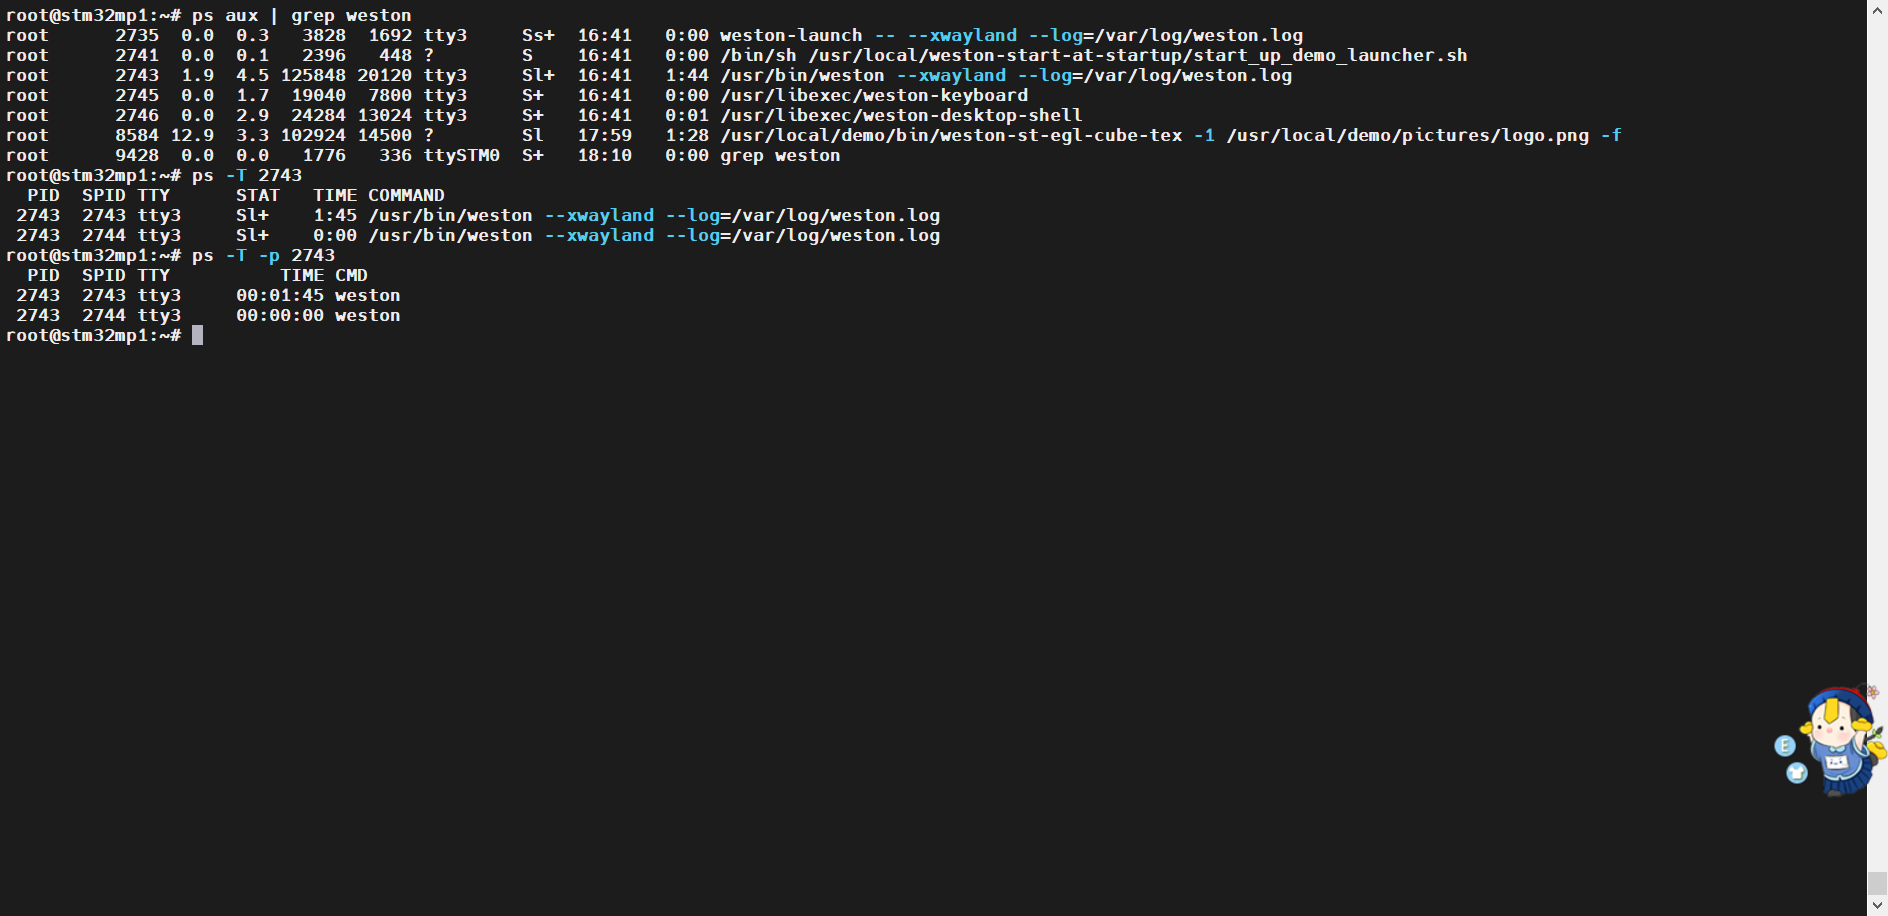 root@stm32mp1:~# ps aux | grep weston
root      2735  0.0  0.3   3828  1692 tty3     Ss+  16:41   0:00 weston-launch -- --xwayland --log=/var/log/weston.log
root      2741  0.0  0.1   2396   448 ?        S    16:41   0:00 /bin/sh /usr/local/weston-start-at-startup/start_up_demo_launcher.sh
root      2743  1.9  4.5 125848 20120 tty3     Sl+  16:41   1:44 /usr/bin/weston --xwayland --log=/var/log/weston.log
root      2745  0.0  1.7  19040  7800 tty3     S+   16:41   0:00 /usr/libexec/weston-keyboard
root      2746  0.0  2.9  24284 13024 tty3     S+   16:41   0:01 /usr/libexec/weston-desktop-shell
root      8584 12.9  3.3 102924 14500 ?        Sl   17:59   1:28 /usr/local/demo/bin/weston-st-egl-cube-tex -1 /usr/local/demo/pictures/logo.png -f
root      9428  0.0  0.0   1776   336 ttySTM0  S+   18:10   0:00 grep weston
root@stm32mp1:~# ps -T 2743
  PID  SPID TTY      STAT   TIME COMMAND
 2743  2743 tty3     Sl+    1:45 /usr/bin/weston --xwayland --log=/var/log/weston.log
 2743  2744 tty3     Sl+    0:00 /usr/bin/weston --xwayland --log=/var/log/weston.log
root@stm32mp1:~# ps -T -p 2743
  PID  SPID TTY          TIME CMD
 2743  2743 tty3     00:01:45 weston
 2743  2744 tty3     00:00:00 weston
root@stm32mp1:~#
E